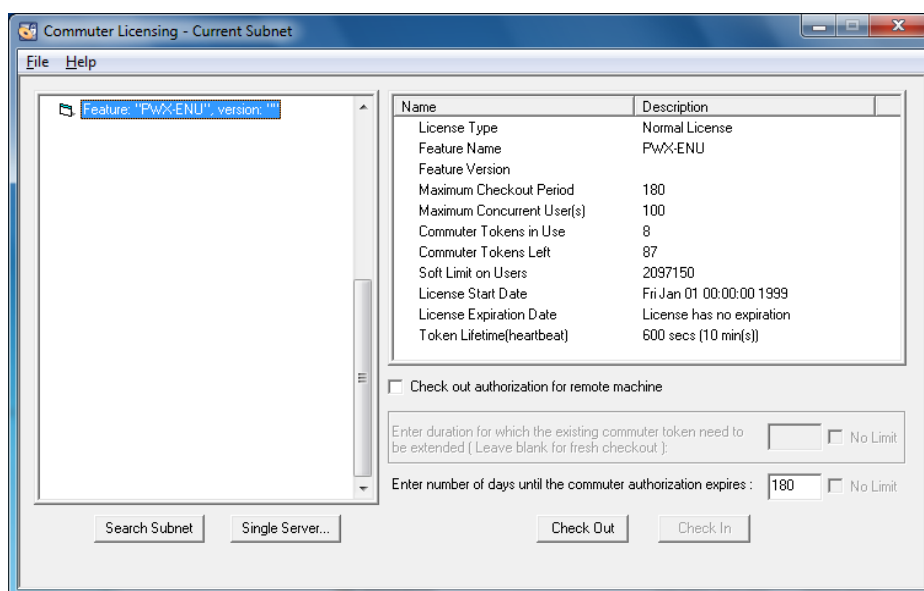 Commuter Licensing - Current Subnet
File Help
Feature: "PWX-ENU", version: ""
Name Description
License Type Normal License
Feature Name PWX-ENU
Feature Version
Maximum Checkout Period 180
Maximum Concurrent User(s) 100
Commuter Tokens in Use 8
Commuter Tokens Left 87
Soft Limit on Users 2097150
License Start Date Fri Jan 01 00:00:00 1999
License Expiration Date License has no expiration
Token Lifetime(heartbeat) 600 secs (10 min(s))
Check out authorization for remote machine
Enter duration for which the existing commuter token need to
be extended ( Leave blank for fresh checkout ): No Limit
Enter number of days until the commuter authorization expires : 180 No Limit
Search Subnet Single Server... Check Out Check In